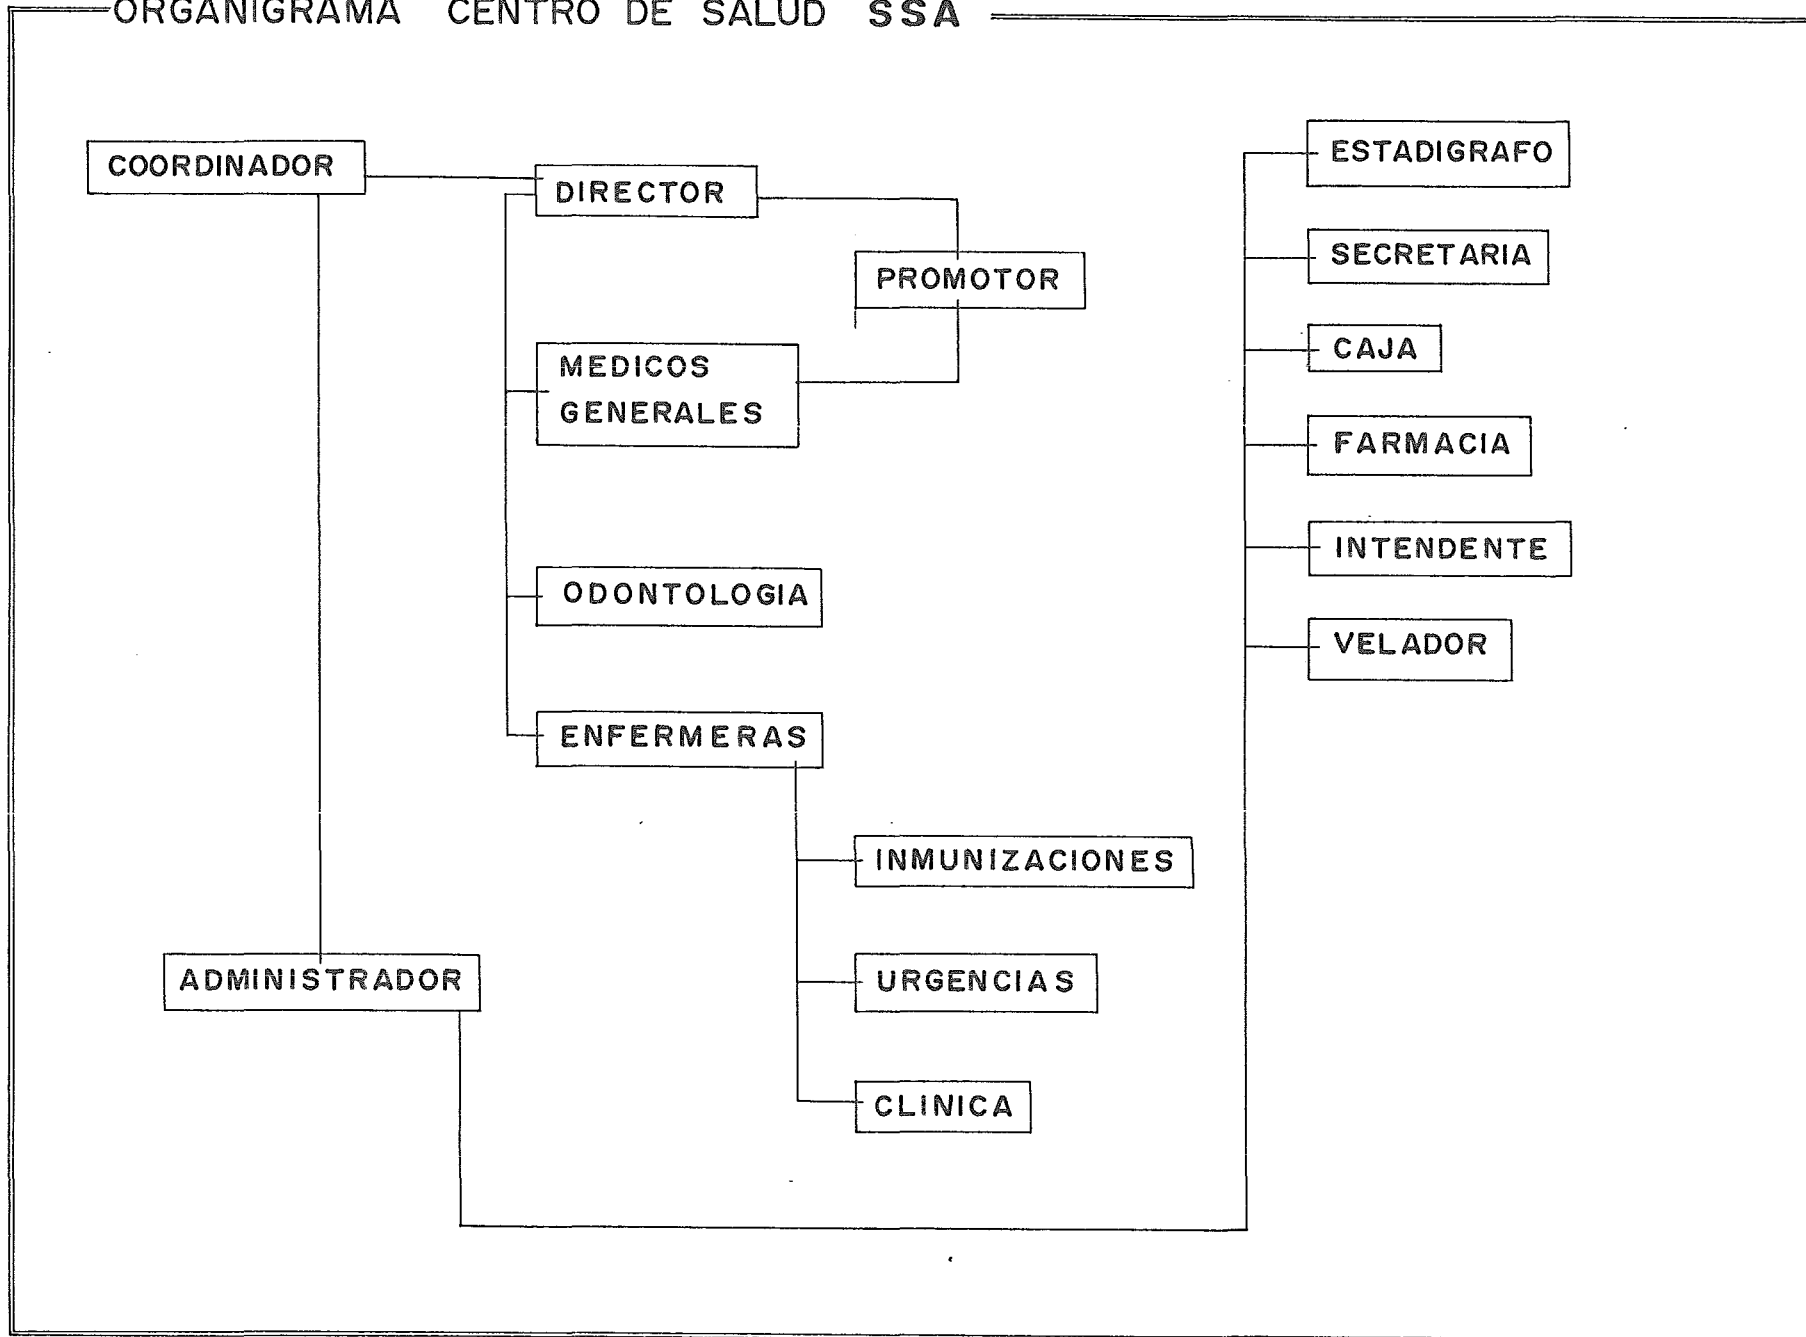 ORGANIGRAMA CENTRO DE SALUD SSA
COORDINADOR
DIRECTOR
PROMOTOR
MEDICOS
GENERALES
ODONTOLOGIA
ENFERMERAS
INMUNIZACIONES
URGENCIAS
CLINICA
ADMINISTRADOR
ESTADIGRAFO
SECRETARIA
CAJA
FARMACIA
INTENDENTE
VELADOR